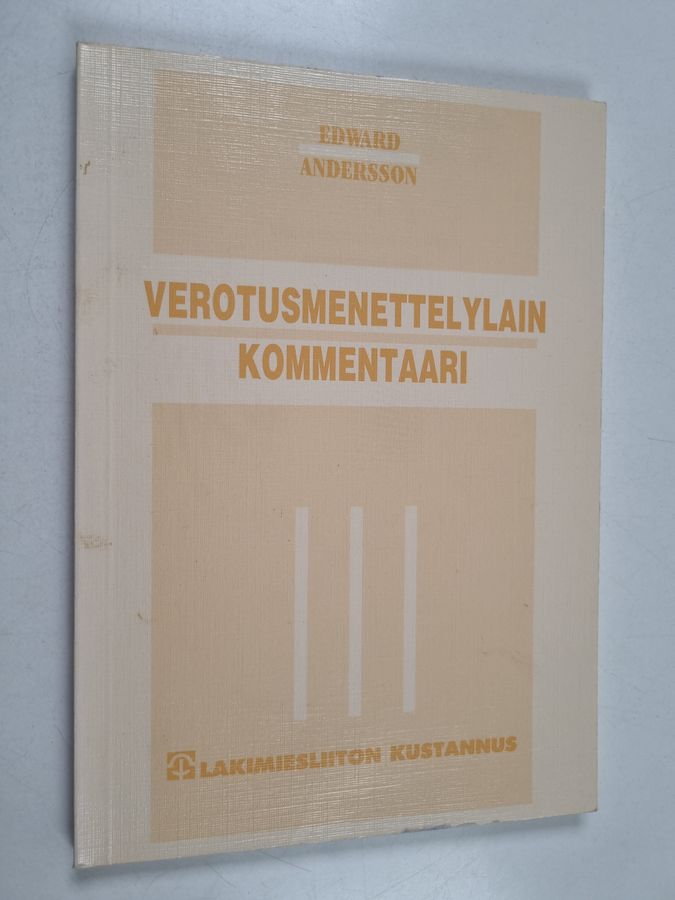 EDWARD
ANDERSSON
VEROTUSMENETTELYLAIN
KOMMENTAARI
LAKIMIESLIITON KUSTANNUS